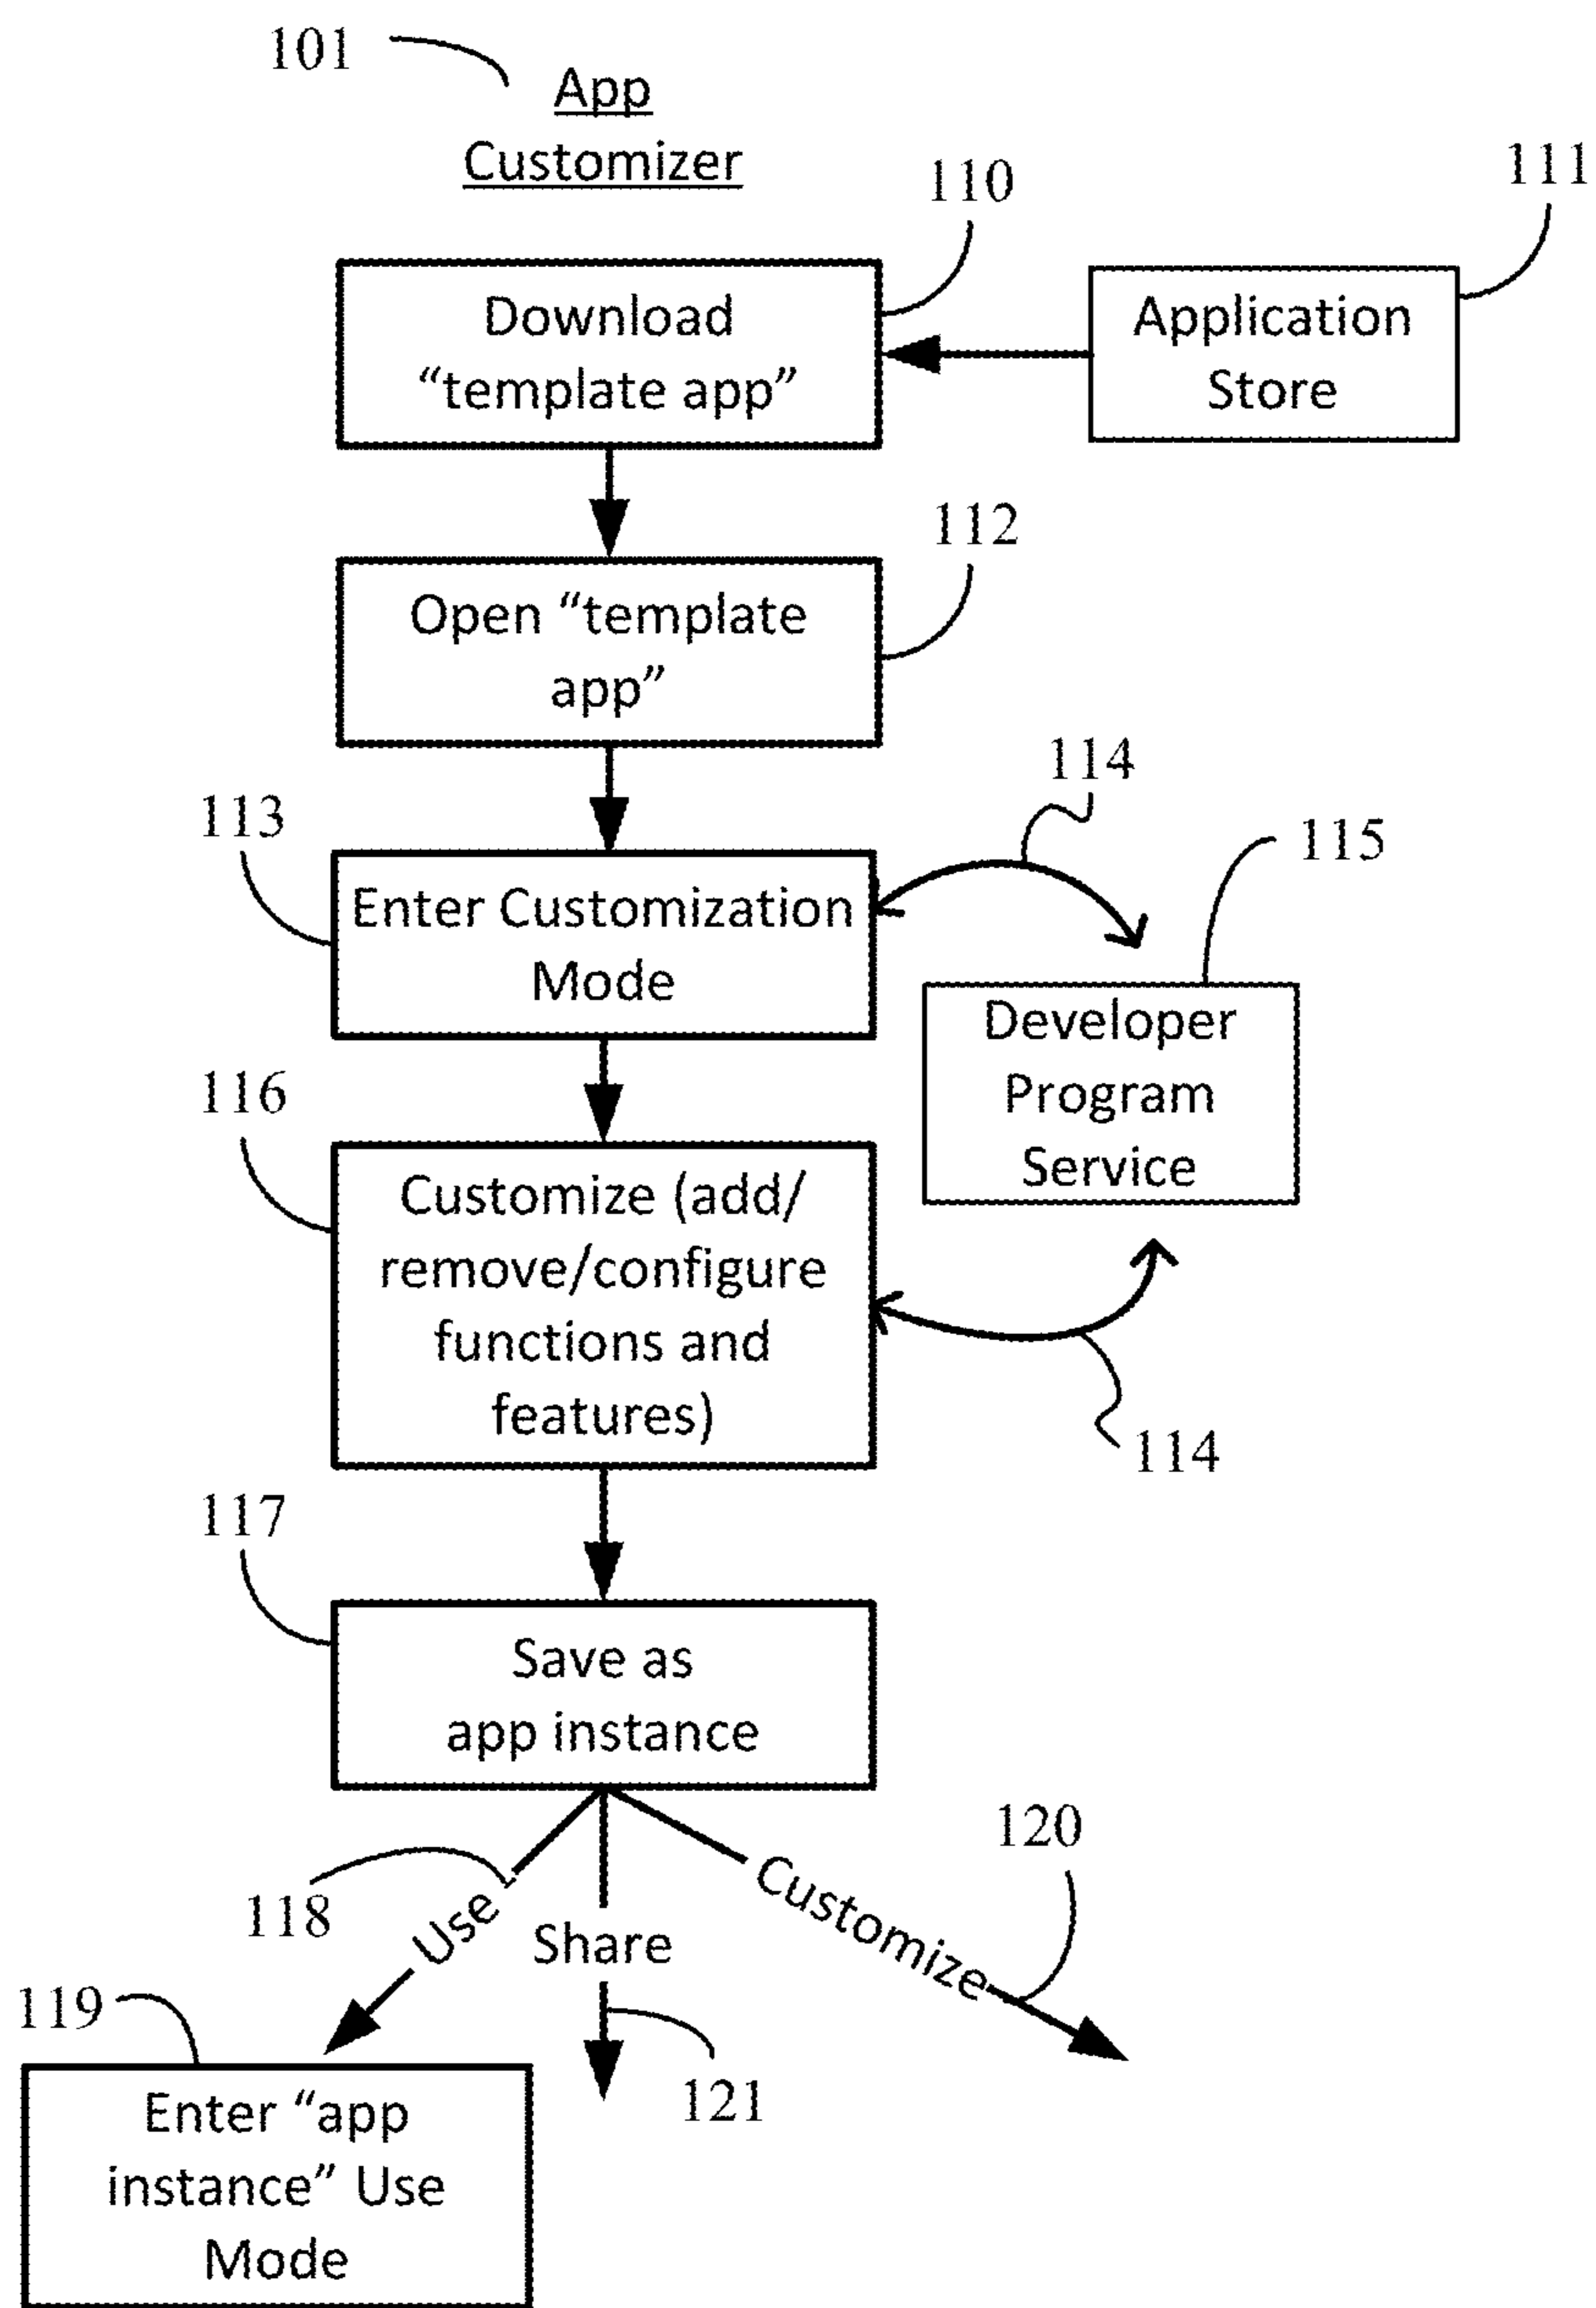 101
App
Customizer
110
111
Download
“template app”
Application
Store
112
Open “template
app”
114
113
115
Enter Customization
Mode
Developer
Program
Service
116
Customize (add/
remove/configure
functions and
features)
114
117
Save as
app instance
120
118
Use
Share
Customize
119
121
Enter “app
instance” Use
Mode